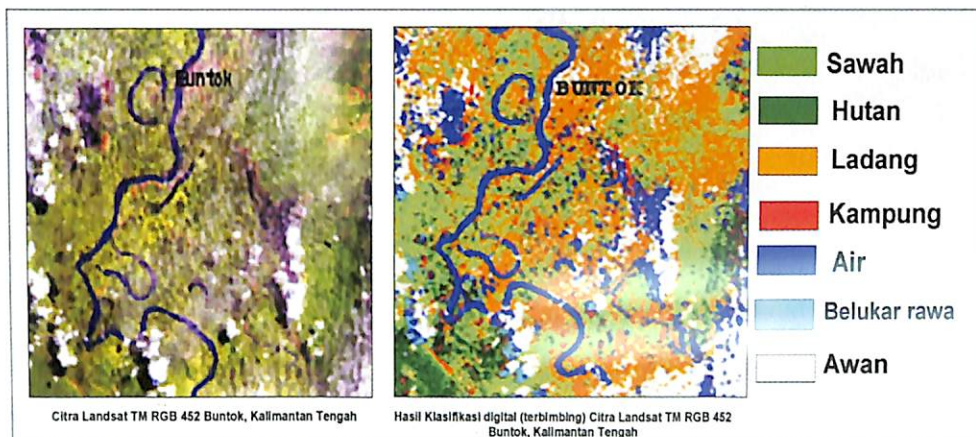 Buntok
BUNTOK
Sawah
Hutan
Ladang
Kampung
Air
Belukar rawa
Awan
Citra Landsat TM RGB 452 Buntok, Kalimantan Tengah
Hasil Klasifikasi digital (terbimbing) Citra Landsat TM RGB 452
Buntok, Kalimantan Tengah